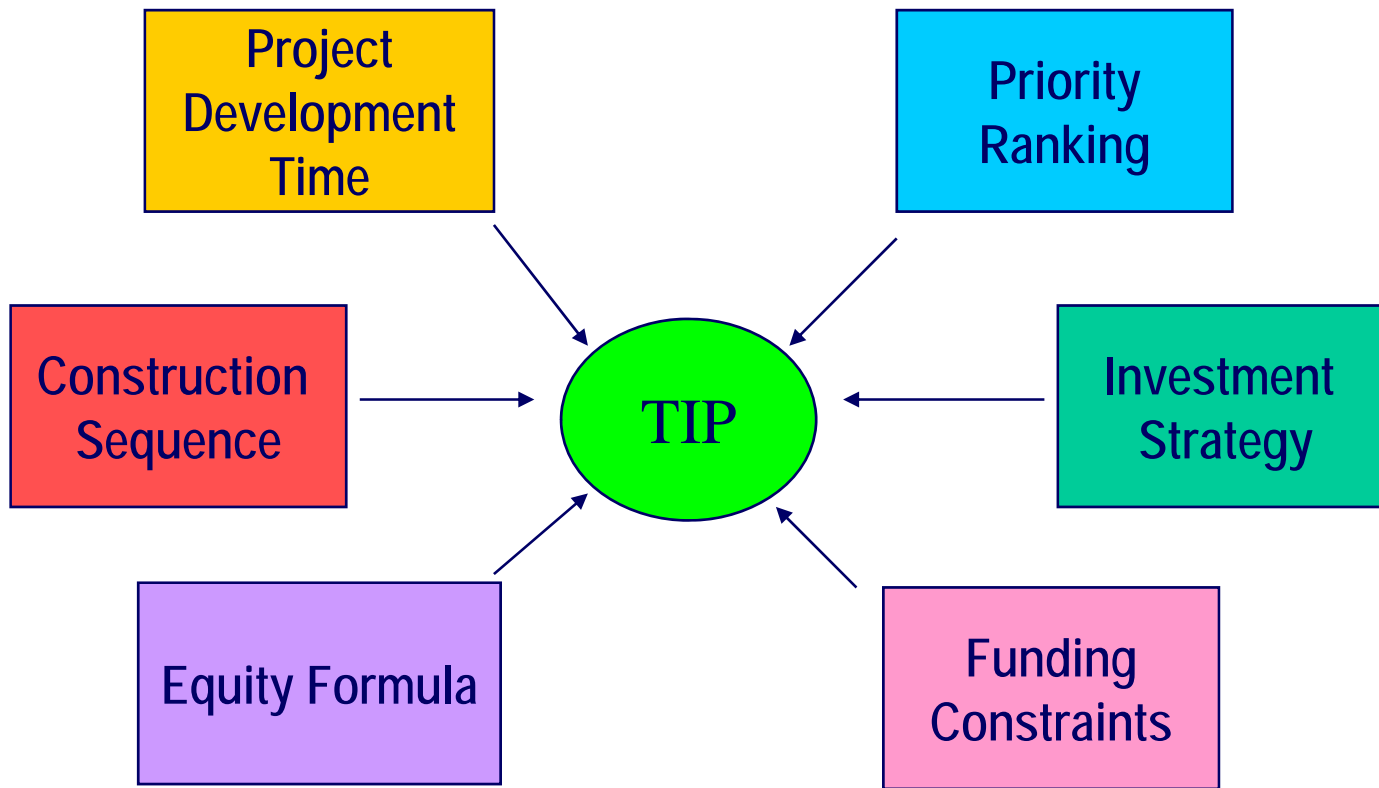 Project
Development
Time
Priority
Ranking
Construction
Sequence
TIP
Investment
Strategy
Equity Formula
Funding
Constraints